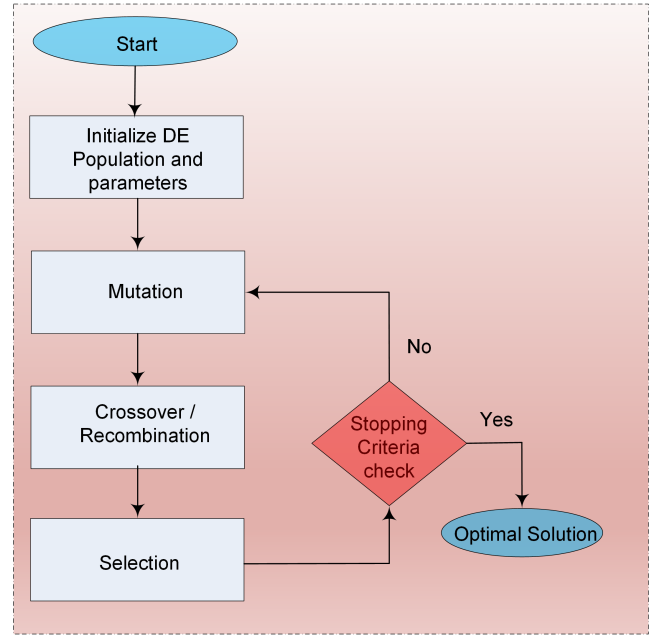 Start
Initialize DE
Population and
parameters
Mutation
No
Crossover /
Recombination
Stopping
Criteria
check
Yes
Selection
Optimal Solution